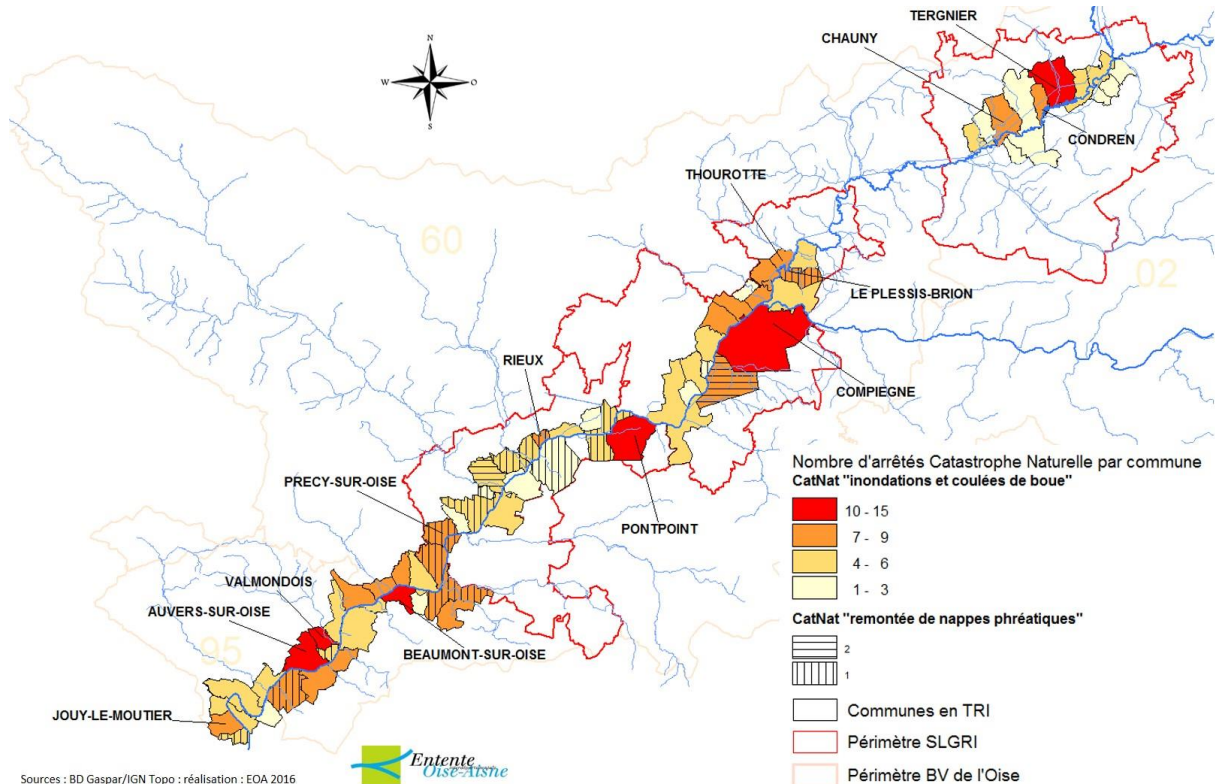 TERGNIER
CHAUNY
N
W
O
S
CONDREN
THOUROTTE
60
02
LE PLESSIS-BRION
RIEUX
COMPIEGNE
Nombre d'arrêtés Catastrophe Naturelle par commune
CatNat "inondations et coulées de boue"
PRECY-SUR-OISE
10 - 15
PONTPOINT
7 - 9
4 - 6
VALMONDOIS
1 - 3
AUVERS-SUR-OISE
CatNat "remontée de nappes phréatiques"
95
2
BEAUMONT-SUR-OISE
1
JOUY-LE-MOUTIER
Communes en TRI
Périmètre SLGRI
Entente
Oise-Aisne
Périmètre BV de l'Oise
Sources : BD Gaspar/IGN Topo : réalisation : EOA 2016